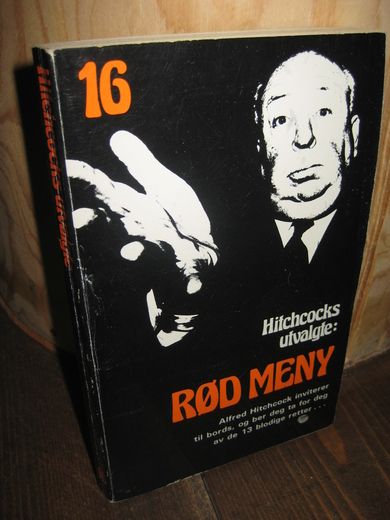 16
Hitchcocks utvalgte
Hitchcocks
utvalgte:
RØD MENY
Alfred Hitchcock inviterer
til bords, og ber deg ta for deg
av de 13 blodige retter...